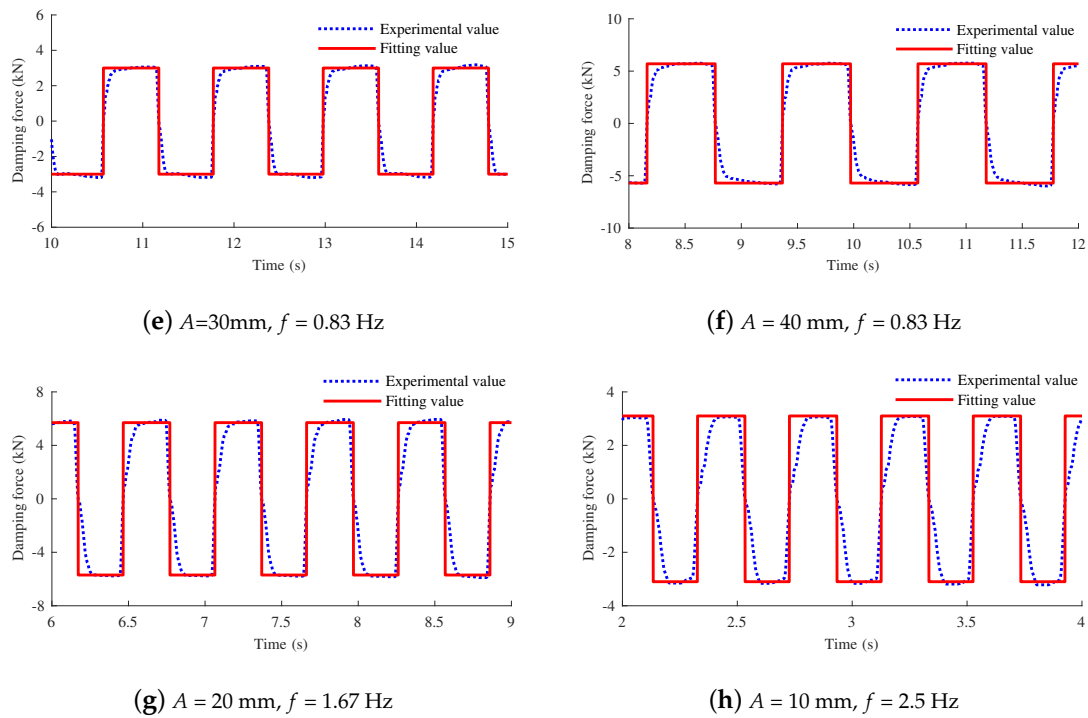 Experimental value
Fitting value
Damping force (kN)
6
4
2
0
-2
-4
-6
10 11 12 13 14 15
Time (s)
(e) A=30mm, f = 0.83 Hz
Experimental value
Fitting value
Damping force (kN)
10
5
0
-5
-10
8 8.5 9 9.5 10 10.5 11 11.5 12
Time (s)
(f) A = 40 mm, f = 0.83 Hz
Experimental value
Fitting value
Damping force (kN)
8
4
0
-4
-8
6 6.5 7 7.5 8 8.5 9
Time (s)
(g) A = 20 mm, f = 1.67 Hz
Experimental value
Fitting value
Damping force (kN)
4
2
0
-2
-4
2 2.5 3 3.5 4
Time (s)
(h) A = 10 mm, f = 2.5 Hz